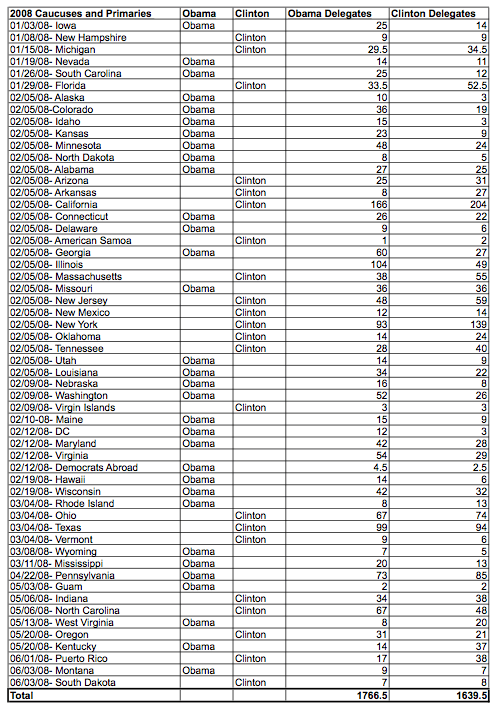 2008 Caucuses and Primaries Obama Clinton Obama Delegates Clinton Delegates
01/03/08- Iowa Obama 25 14
01/08/08- New Hampshire Clinton 9 9
01/15/08- Michigan Clinton 29.5 34.5
01/19/08- Nevada Obama 14 11
01/26/08- South Carolina Obama 25 12
01/29/08- Florida Clinton 33.5 52.5
02/05/08- Alaska Obama 10 3
02/05/08-Colorado Obama 36 19
02/05/08- Idaho Obama 15 3
02/05/08- Kansas Obama 23 9
02/05/08- Minnesota Obama 48 24
02/05/08- North Dakota Obama 8 5
02/05/08- Alabama Obama 27 25
02/05/08- Arizona Clinton 25 31
02/05/08- Arkansas Clinton 8 27
02/05/08- California Clinton 166 204
02/05/08- Connecticut Obama 26 22
02/05/08- Delaware Obama 9 6
02/05/08- American Samoa Clinton 1 2
02/05/08- Georgia Obama 60 27
02/05/08- Illinois 104 49
02/05/08- Massachusetts Clinton 38 55
02/05/08- Missouri Obama 36 36
02/05/08- New Jersey Clinton 48 59
02/05/08- New Mexico Clinton 12 14
02/05/08- New York Clinton 93 139
02/05/08- Oklahoma Clinton 14 24
02/05/08- Tennessee Clinton 28 40
02/05/08- Utah Obama 14 9
02/05/08- Louisiana Obama 34 22
02/09/08- Nebraska Obama 16 8
02/09/08- Washington Obama 52 26
02/09/08- Virgin Islands Clinton 3 3
02/10-08- Maine Obama 15 9
02/12/08- DC Obama 12 3
02/12/08- Maryland Obama 42 28
02/12/08- Virginia 54 29
02/12/08- Democrats Abroad Obama 4.5 2.5
02/19/08- Hawaii Obama 14 6
02/19/08- Wisconsin Obama 42 32
03/04/08- Rhode Island Obama 8 13
03/04/08- Ohio Clinton 67 74
03/04/08- Texas Clinton 99 94
03/04/08- Vermont Clinton 9 6
03/08/08- Wyoming Obama 7 5
03/11/08- Mississippi Obama 20 13
04/22/08- Pennsylvania Obama 73 85
05/03/08- Guam Obama 2 2
05/06/08- Indiana Clinton 34 38
05/06/08- North Carolina Clinton 67 48
05/13/08- West Virginia Obama 8 20
05/20/08- Oregon Clinton 31 21
05/20/08- Kentucky Obama 14 37
06/01/08- Puerto Rico Clinton 17 38
06/03/08- Montana Obama 9 7
06/03/08- South Dakota Clinton 7 8
Total 1766.5 1639.5